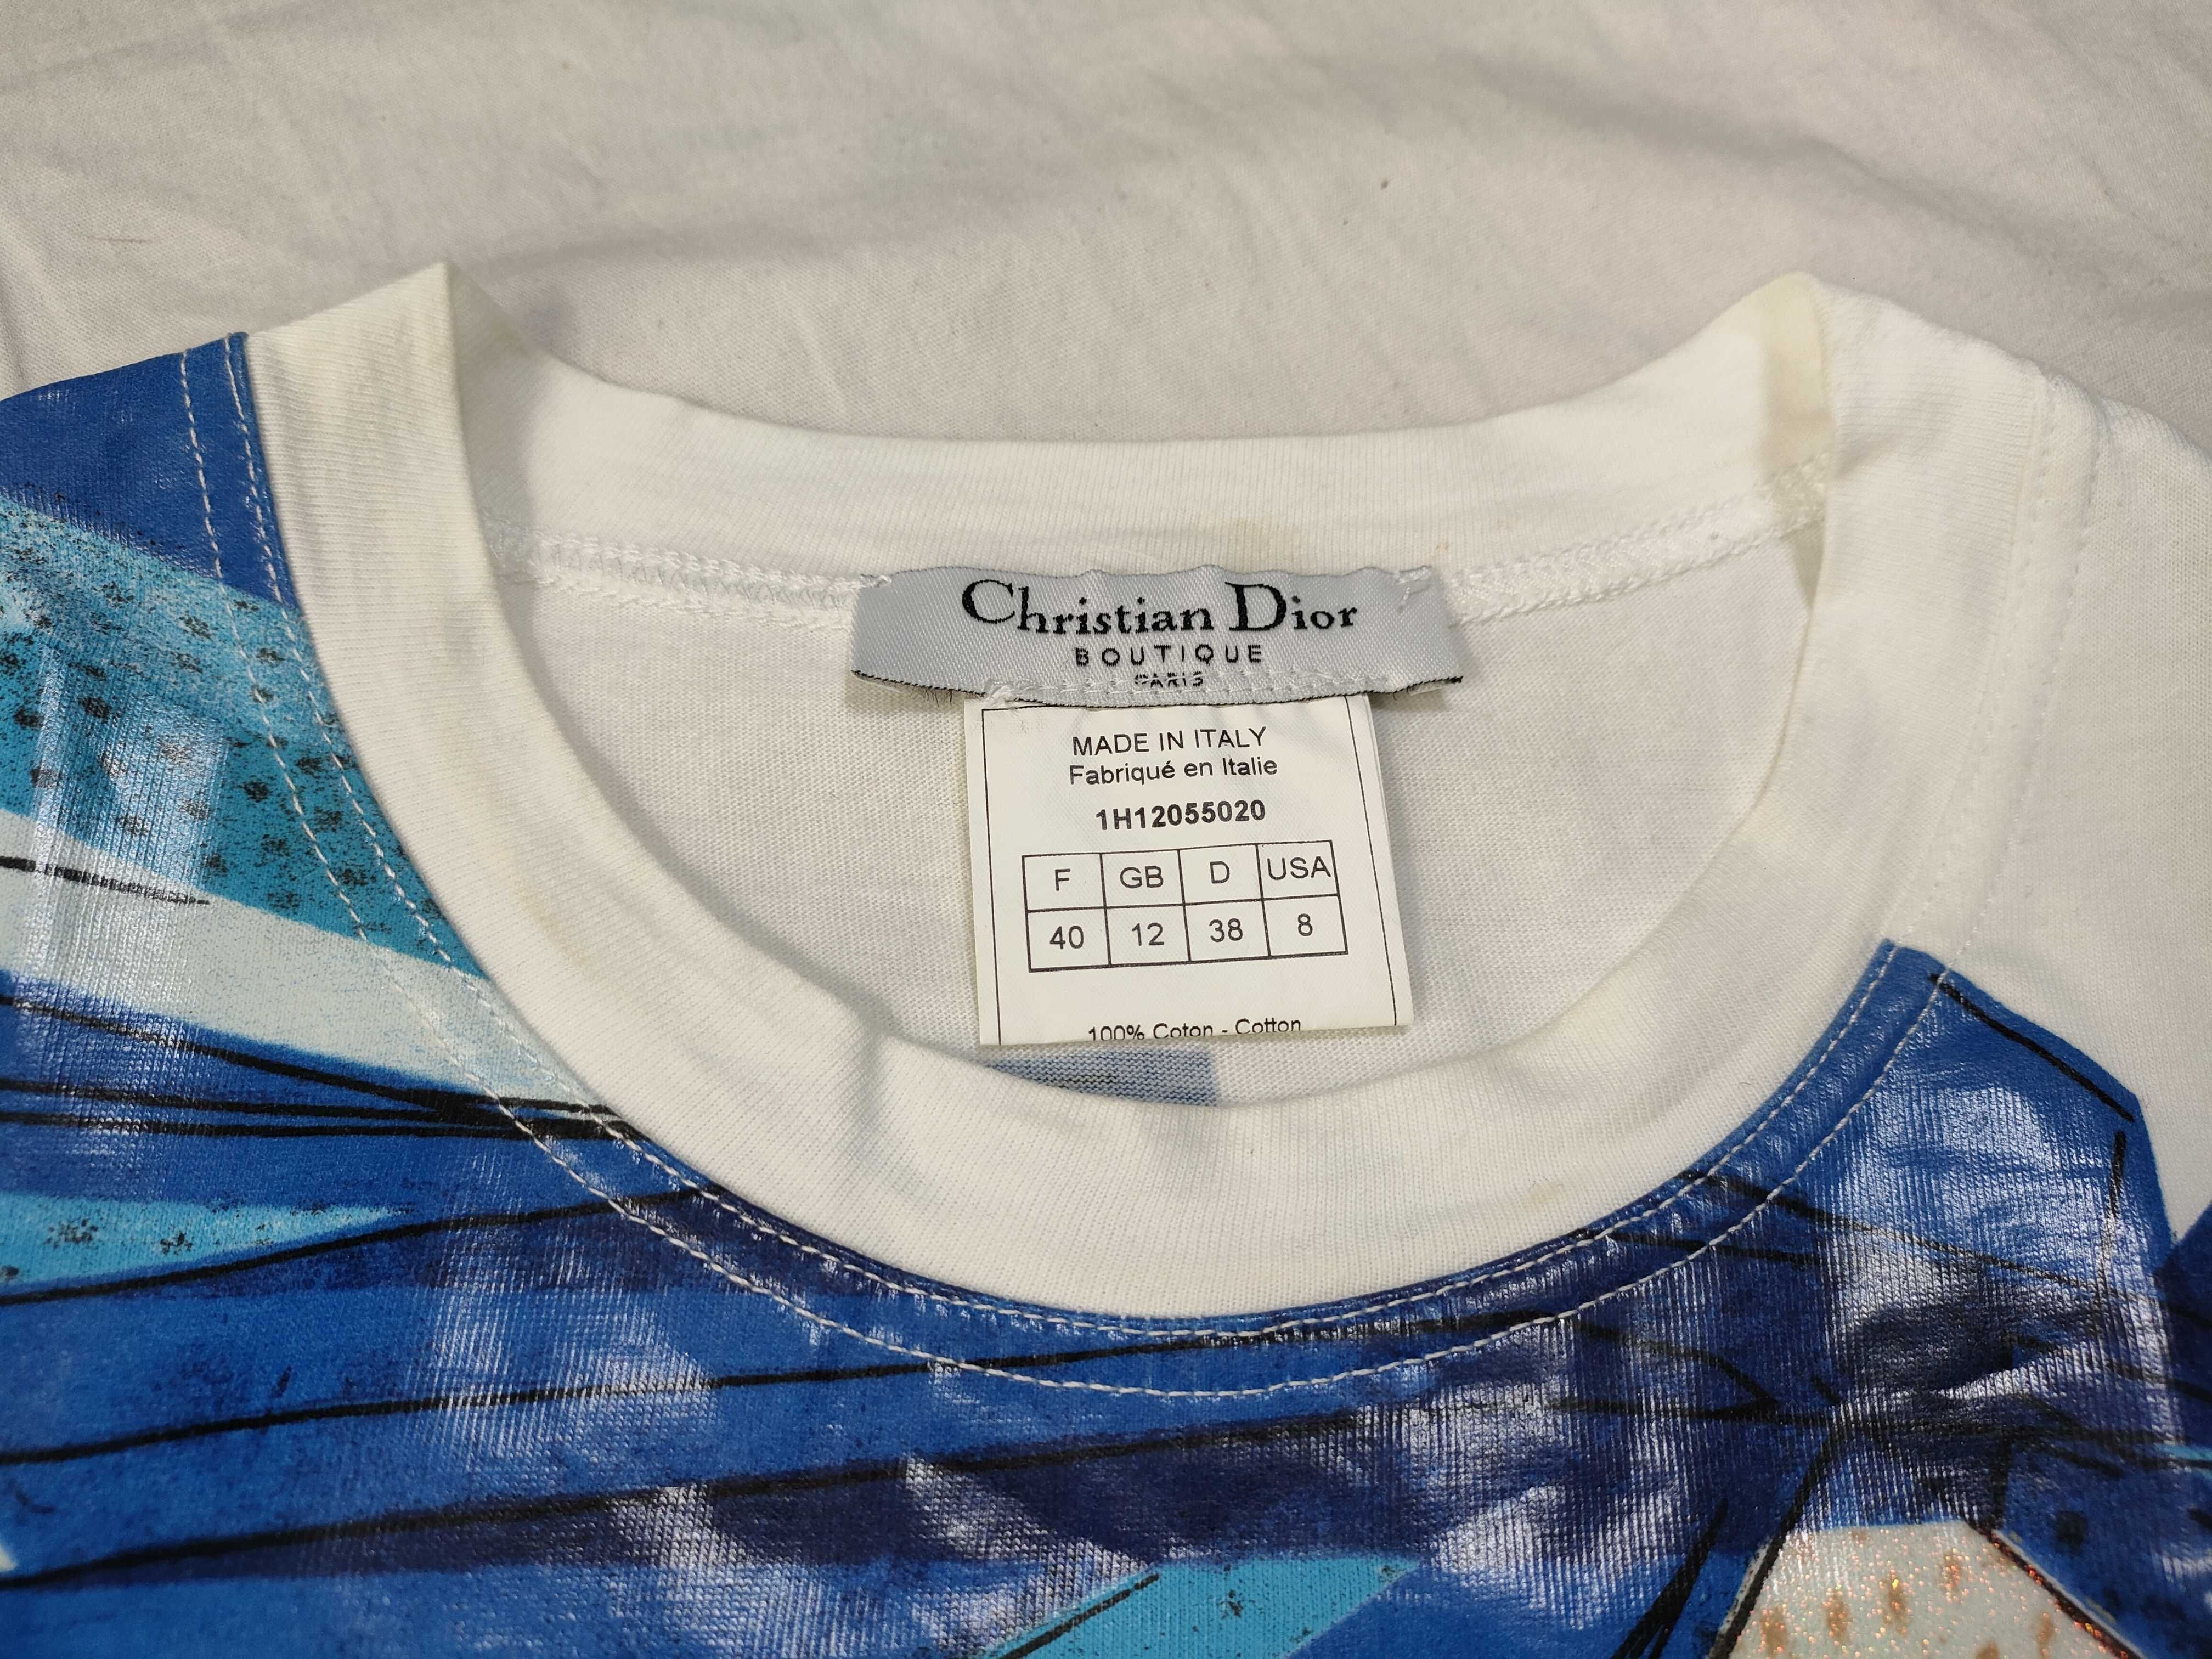 Christian Dior
BOUTIQUE
PARIS
MADE IN ITALY
Fabriqué en Italie
1H12055020
F GB D USA
40 12 38 8
100% Coton - Cotton